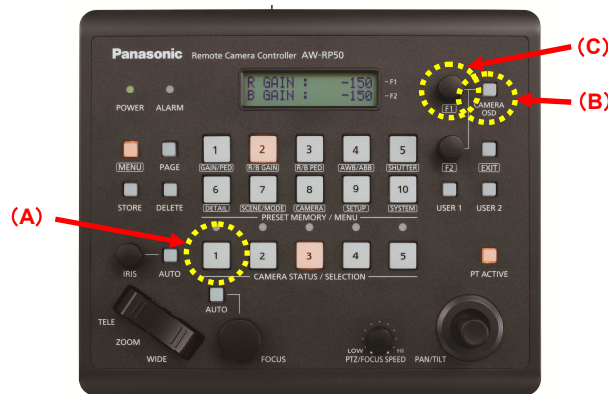 Panasonic Remote Camera Controller AW-RP50
R GAIN : -150 - F1
B GAIN : -150 - F2
(C)
(B)
POWER ALARM
F1 CAMERA OSD
1 2 3 4 5
MENU PAGE GAIN/PED R/B GAIN R/B PED AWB/ABB SHUTTER F2 EXIT
6 7 8 9 10
STORE DELETE DETAIL SCENE/MODE CAMERA SETUP SYSTEM USER 1 USER 2
PRESET MEMORY / MENU
(A)
1 2 3 4 5
IRIS AUTO CAMERA STATUS / SELECTION PT ACTIVE
AUTO
TELE
ZOOM
WIDE
FOCUS
LOW HI
PTZ/FOCUS SPEED
PAN/TILT